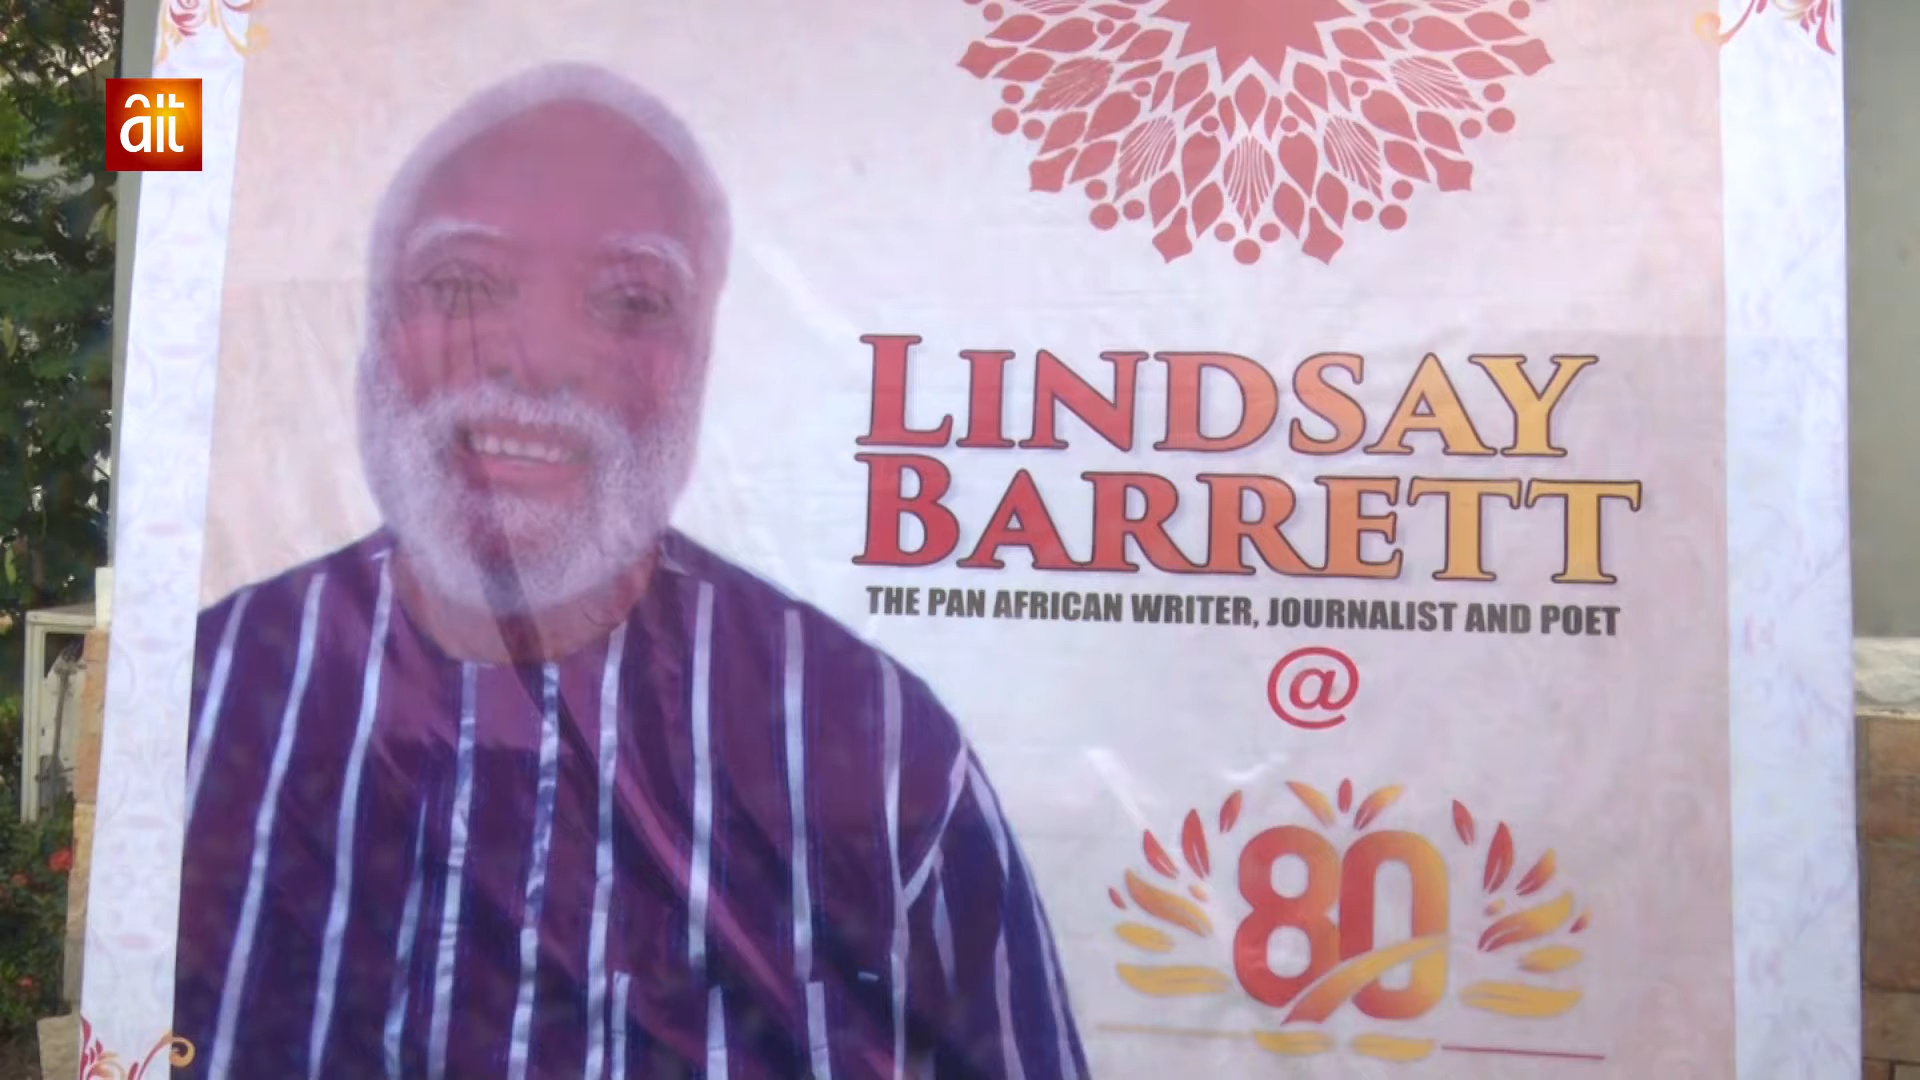 ait
LINDSAY
BARRETT
THE PAN AFRICAN WRITER, JOURNALIST AND POET
@
80